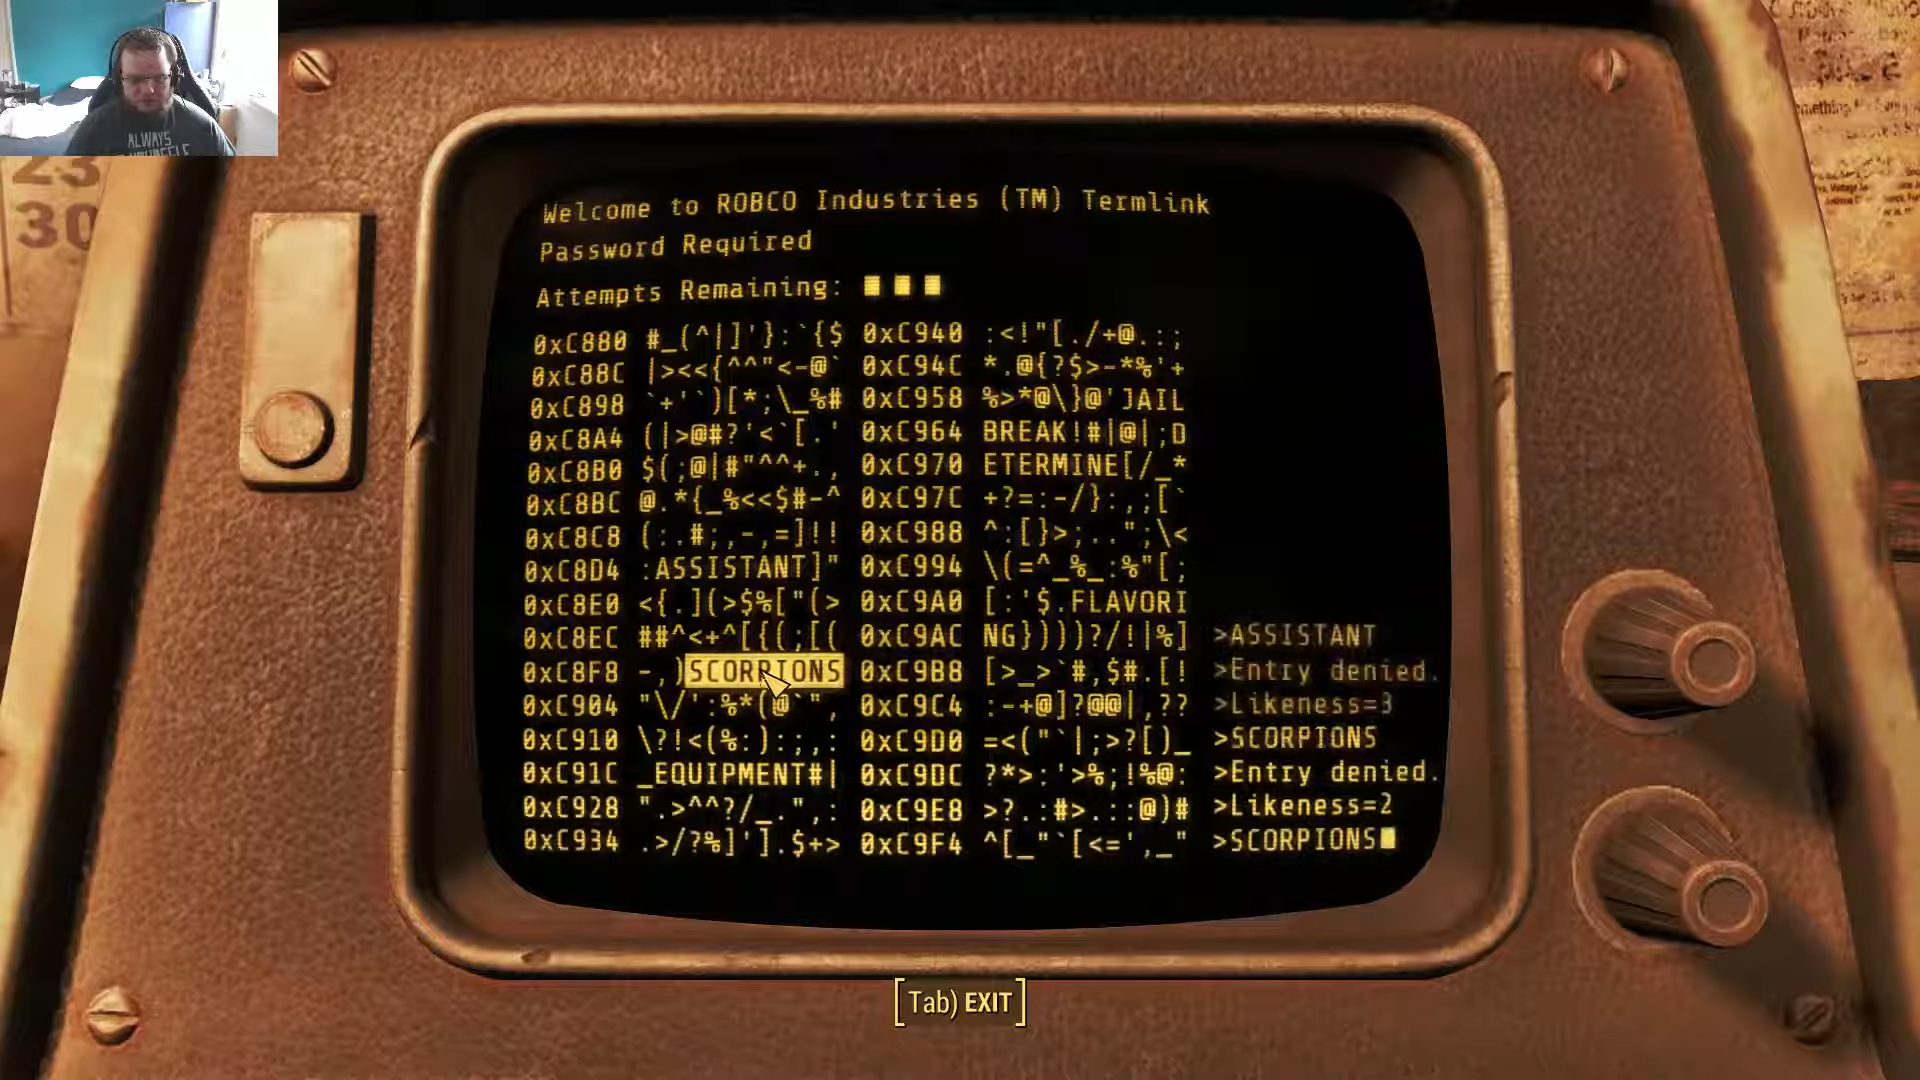 ALWAYS
23
30
Welcome to ROBCO Industries (TM) Termlink
Password Required
Attempts Remaining:
0xC880 #_(^|]'}:`{$ 0xC940 :<!"[./+@.:;
0xC88C |><<{^^"<-@` 0xC94C *.@{?$>-*%'+
0xC898 `+'`)[*;\_%# 0xC958 %>*@\}@'JAIL
0xC8A4 (|>@#?'<`[.' 0xC964 BREAK!#|@|;D
0xC8B0 $(;@|#"^^+., 0xC970 ETERMINE[/_*
0xC8BC @.*{_%<<$#-^ 0xC97C +?=:-/}:,;[`
0xC8C8 (:.#;,-,=]!! 0xC988 ^:[}>;..";\<
0xC8D4 :ASSISTANT]" 0xC994 \(=^_%_:%"[;
0xC8E0 <{.](>$%["(> 0xC9A0 [:'$.FLAVORI
0xC8EC ##^<+^[{(;[( 0xC9AC NG})))?/!|%] >ASSISTANT
0xC8F8 -,)SCORPIONS 0xC9B8 [>_>`#,$#.[! >Entry denied.
0xC904 "\/':%*(@`", 0xC9C4 :-+@]?@@|,?? >Likeness=3
0xC910 \?!<(%:):;,: 0xC9D0 =<("`|;>?[)_ >SCORPIONS
0xC91C _EQUIPMENT#| 0xC9DC ?*>:'>%;!%@: >Entry denied.
0xC928 ".>^^?/_.",: 0xC9E8 >?.:#>.::@)# >Likeness=2
0xC934 .>/?%]'].$+> 0xC9F4 ^[_"`[<=',_" >SCORPIONS
[Tab) EXIT]